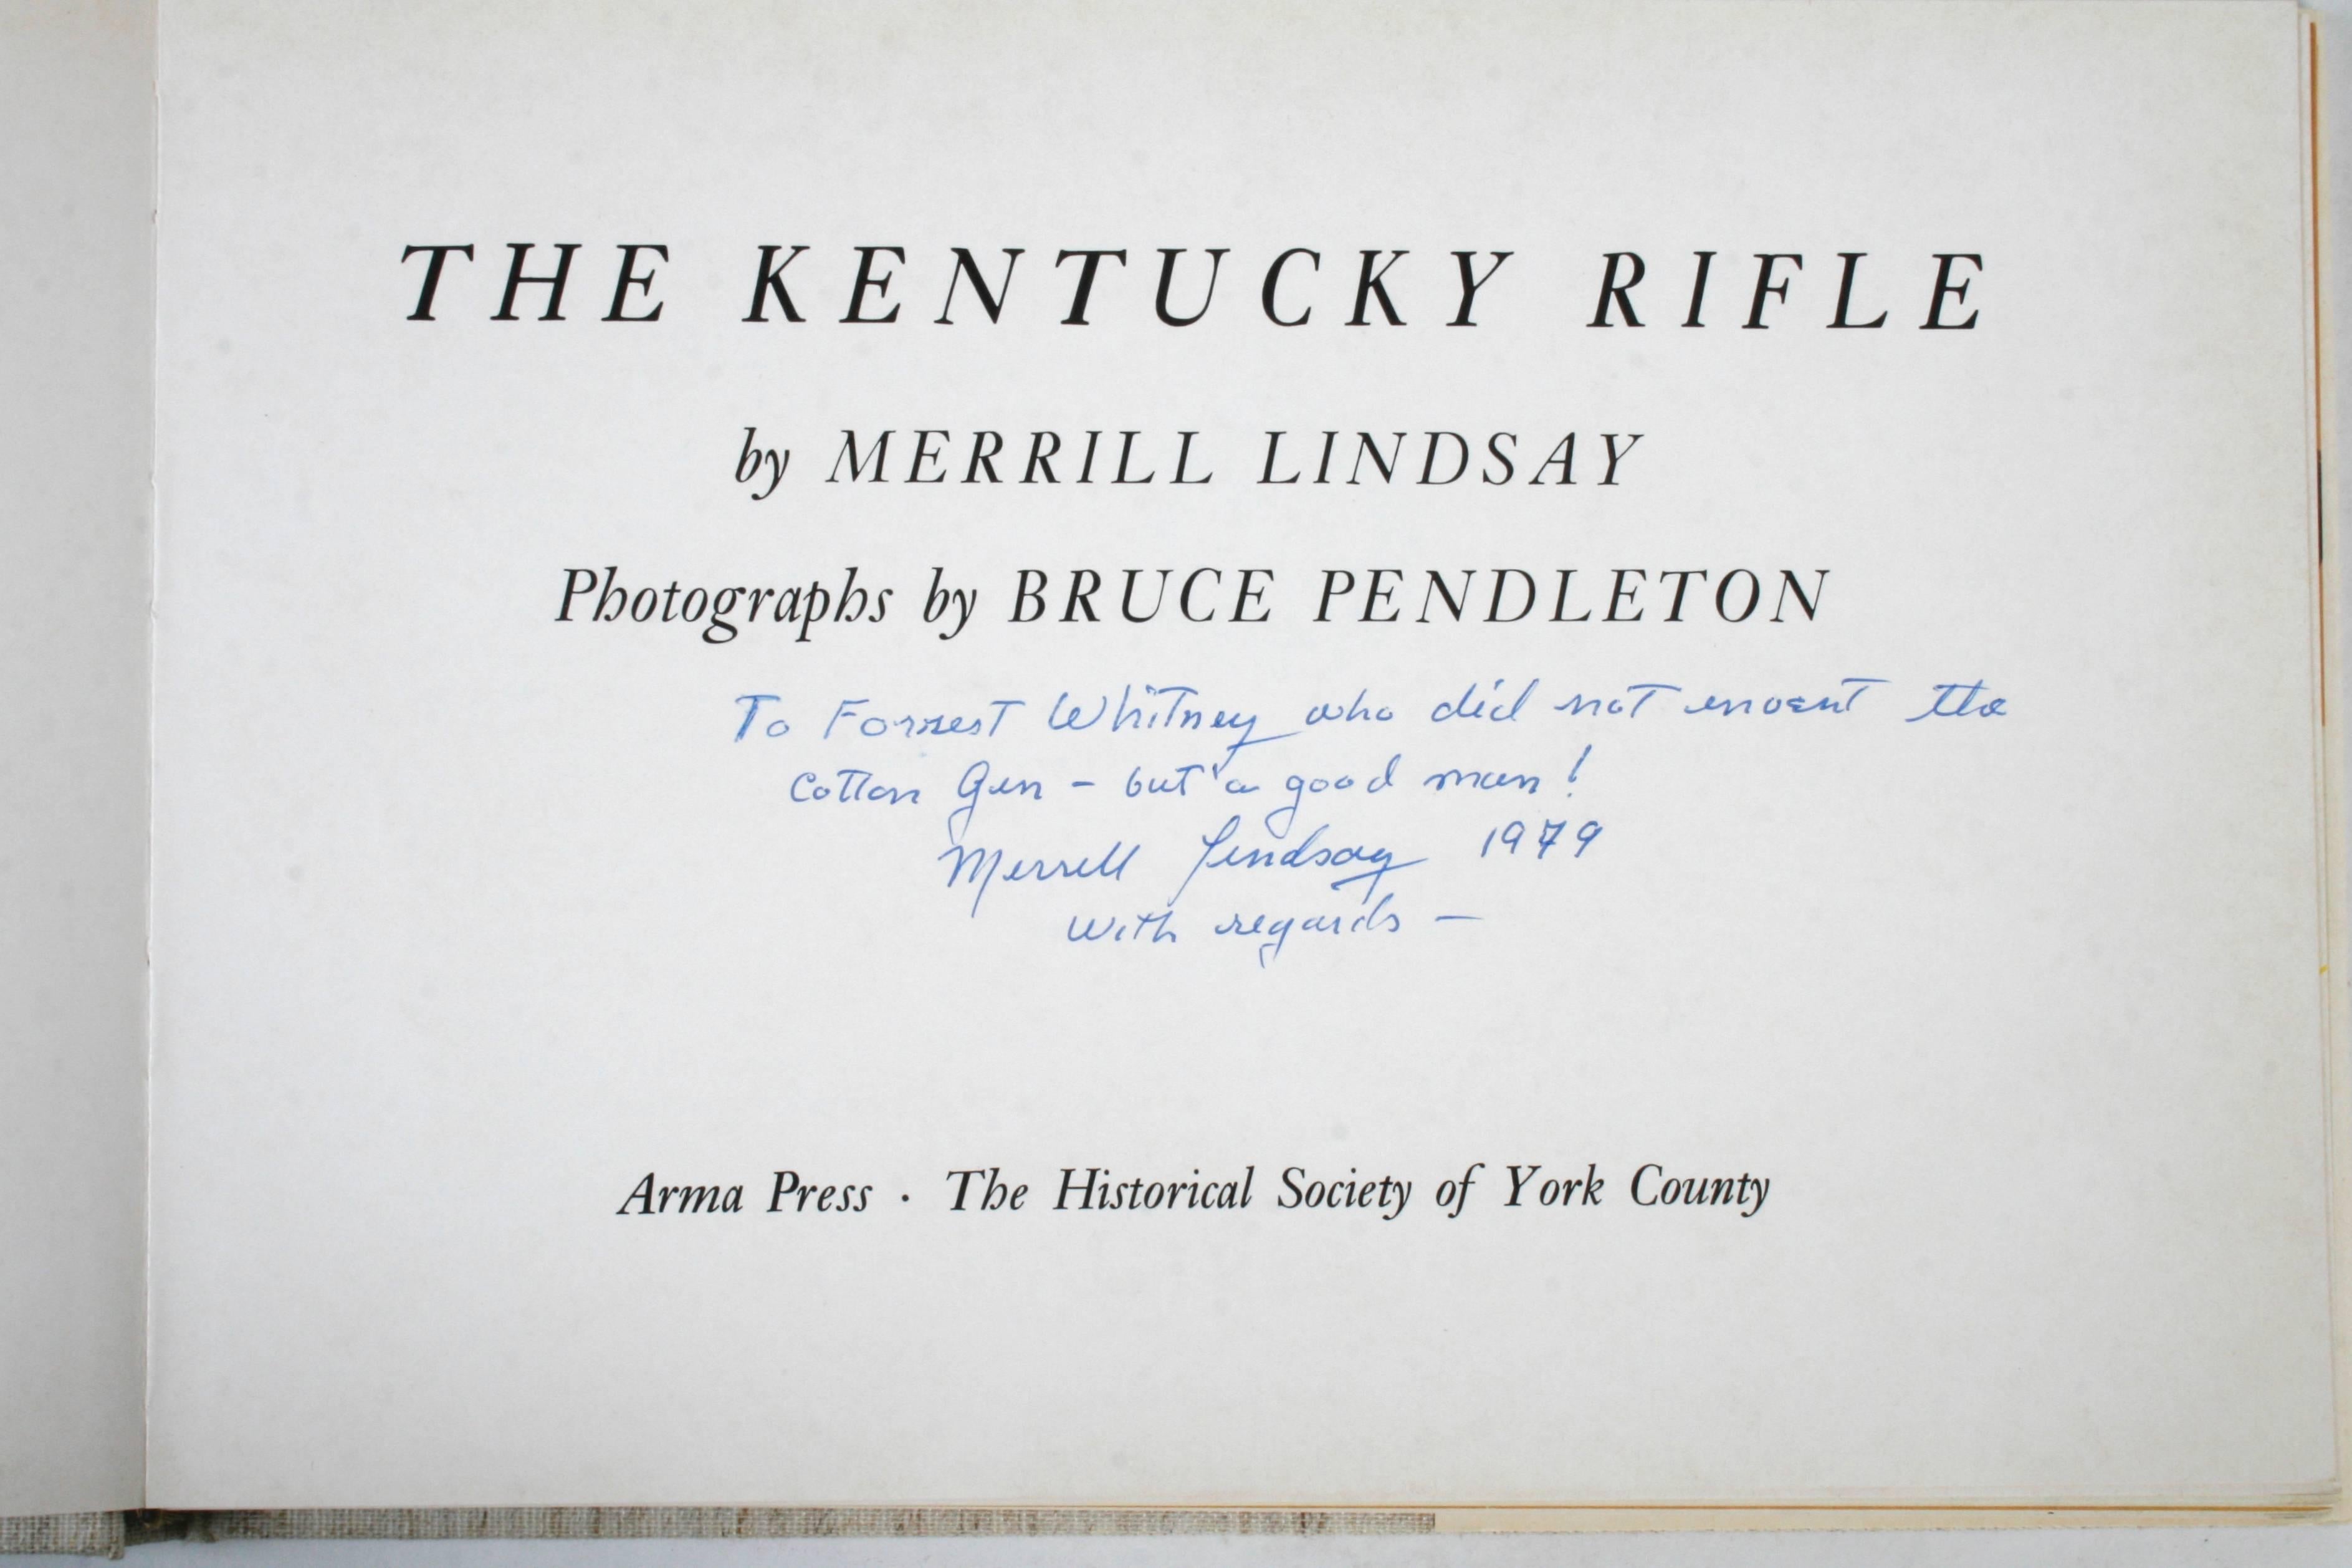 THE KENTUCKY RIFLE
by MERRILL LINDSAY
Photographs by BRUCE PENDLETON
To Forrest Whitney who did not invent the
Cotton Gin - but a good man!
Merrill Lindsay 1979
with regards -
Arma Press · The Historical Society of York County